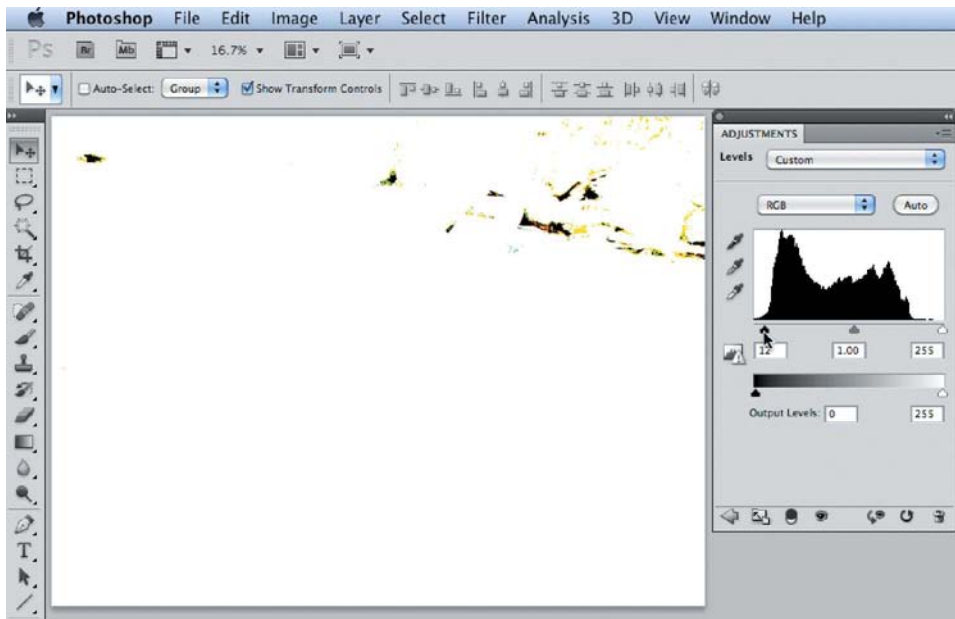 Photoshop File Edit Image Layer Select Filter Analysis 3D View Window Help
Ps Br Mb 16.7%
Auto-Select: Group Show Transform Controls
ADJUSTMENTS
Levels Custom
RGB Auto
12 1.00 255
Output Levels: 0 255
T